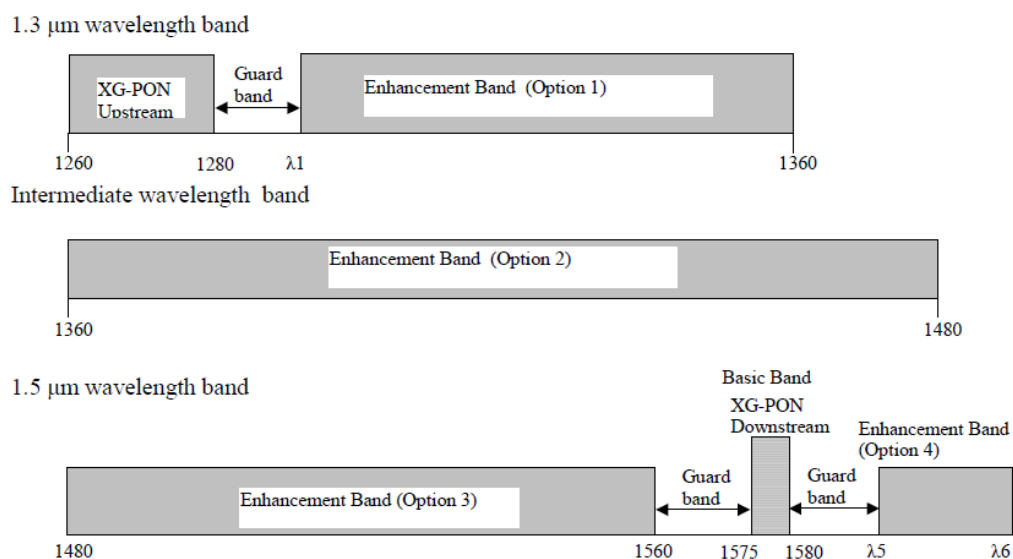 1.3 μm wavelength band
XG-PON
Upstream
Guard
band
Enhancement Band (Option 1)
1260
1280
λ1
1360
Intermediate wavelength band
Enhancement Band (Option 2)
1360
1480
1.5 μm wavelength band
Basic Band
XG-PON
Downstream
Enhancement Band
(Option 4)
Enhancement Band (Option 3)
Guard
band
Guard
band
1480
1560
1575
1580
λ5
λ6